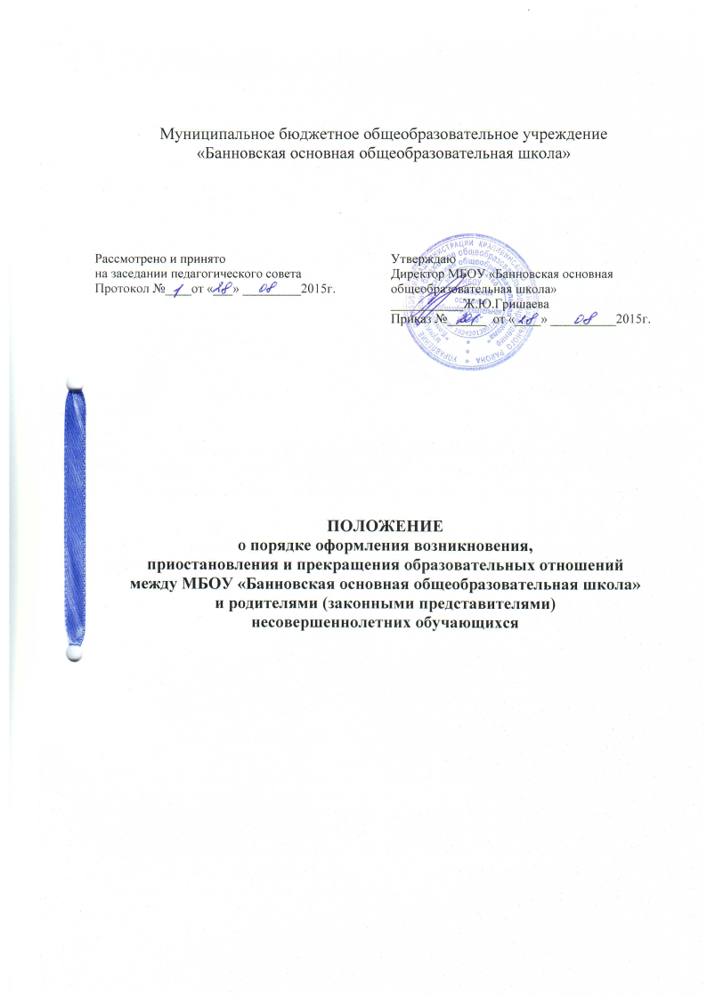 Муниципальное бюджетное общеобразовательное учреждение
«Банновская основная общеобразовательная школа»
Рассмотрено и принято
на заседании педагогического совета
Протокол № 1 от «28» 08 2015г.
Утверждаю
Директор МБОУ «Банновская основная
общеобразовательная школа»
Ж.Ю.Гришаева
Приказ № от «28» 08 2015г.
ПОЛОЖЕНИЕ
о порядке оформления возникновения,
приостановления и прекращения образовательных отношений
между МБОУ «Банновская основная общеобразовательная школа»
и родителями (законными представителями)
несовершеннолетних обучающихся